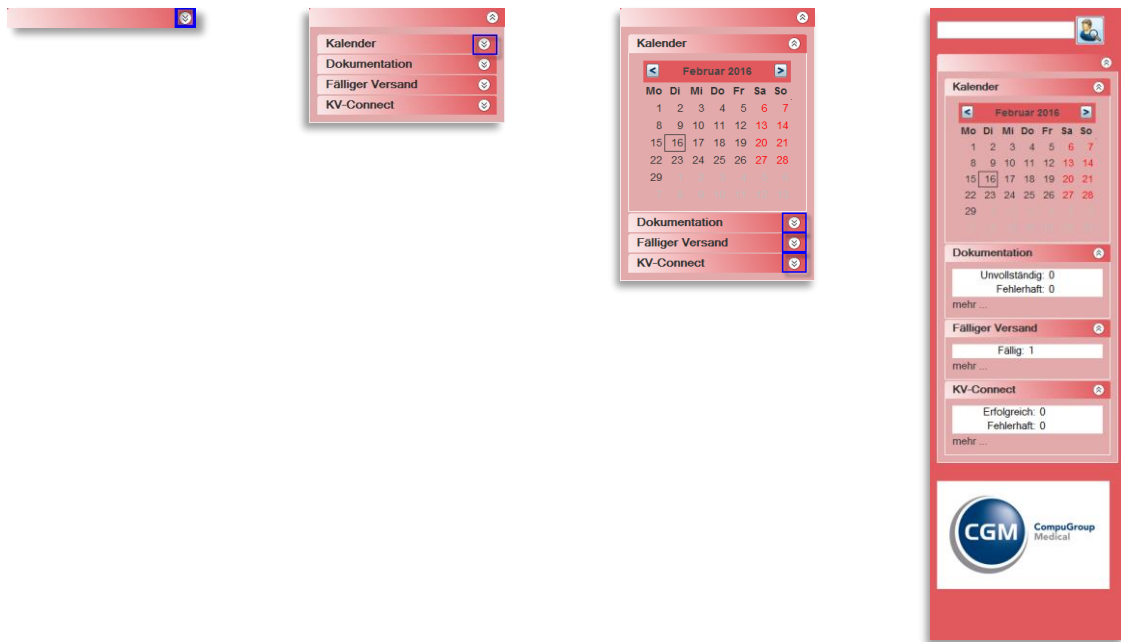 Kalender
Dokumentation
Fälliger Versand
KV-Connect
Kalender
< Februar 2016 >
Mo Di Mi Do Fr Sa So
1 2 3 4 5 6 7
8 9 10 11 12 13 14
15 16 17 18 19 20 21
22 23 24 25 26 27 28
29
Dokumentation
Fälliger Versand
KV-Connect
Kalender
< Februar 2016 >
Mo Di Mi Do Fr Sa So
1 2 3 4 5 6 7
8 9 10 11 12 13 14
15 16 17 18 19 20 21
22 23 24 25 26 27 28
29
Dokumentation
Unvollständig: 0
Fehlerhaft: 0
mehr ...
Fälliger Versand
Fällig: 1
mehr ...
KV-Connect
Erfolgreich: 0
Fehlerhaft: 0
mehr ...
CGM
CompuGroup
Medical